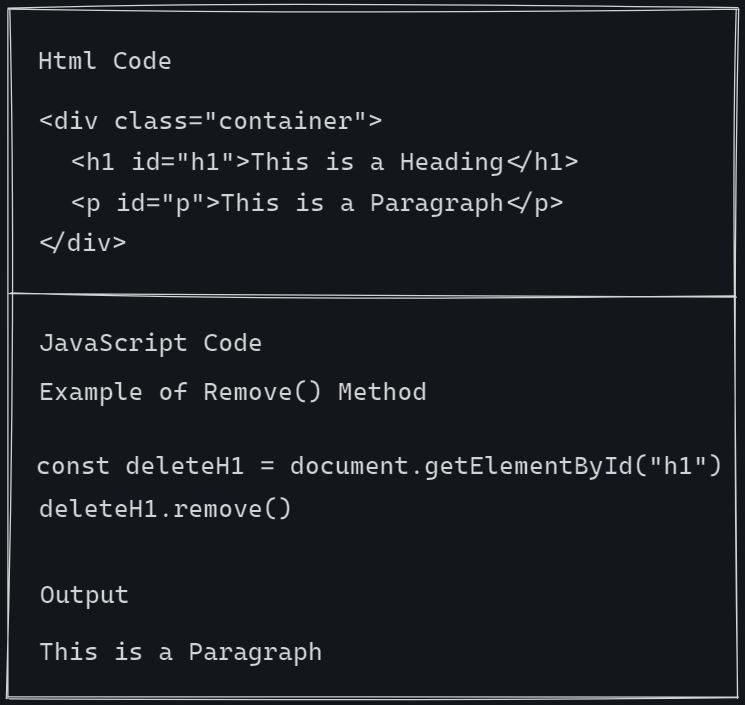 Html Code
<div class="container">
<h1 id="h1">This is a Heading</h1>
<p id="p">This is a Paragraph</p>
</div>
JavaScript Code
Example of Remove() Method
const deleteH1 = document.getElementById("h1")
deleteH1.remove()
Output
This is a Paragraph